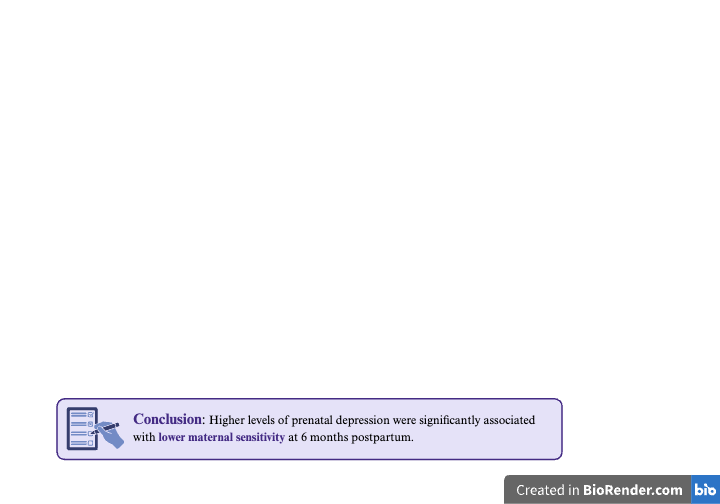 Conclusion: Higher levels of prenatal depression were significantly associated
with lower maternal sensitivity at 6 months postpartum.
Created in BioRender.com bio